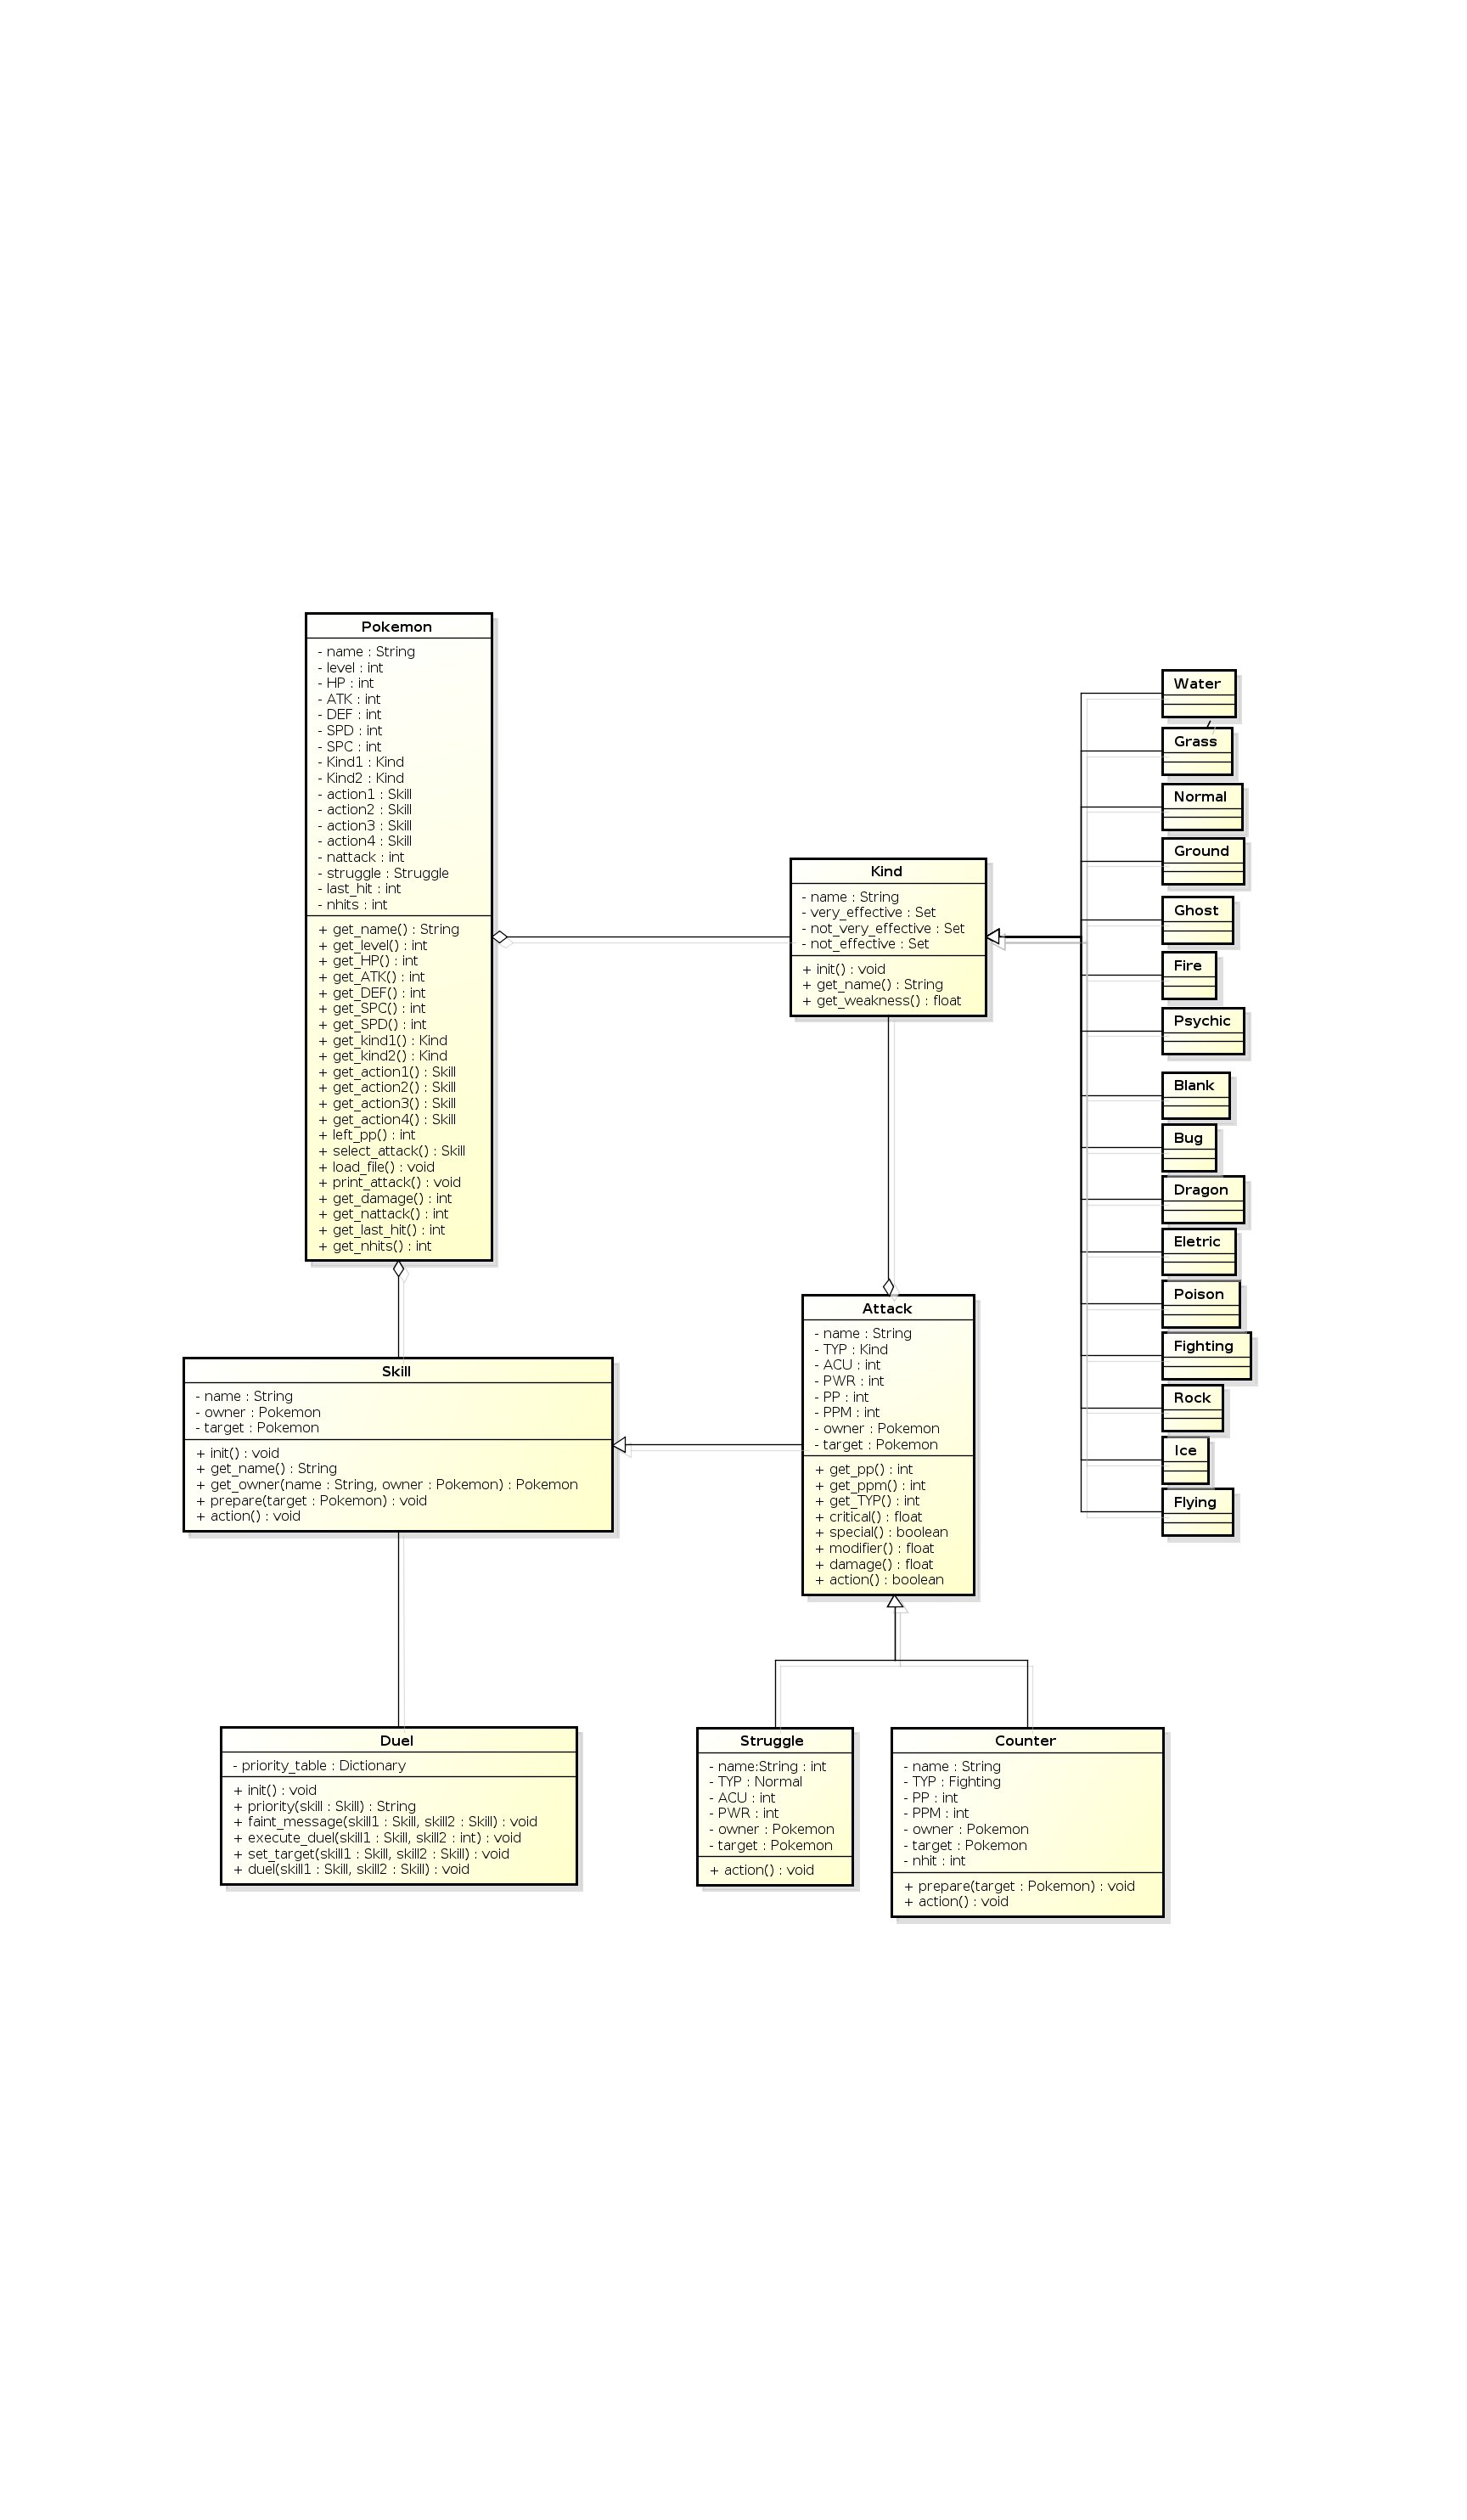 Pokemon
- name : String
- level : int
- HP : int
- ATK : int
- DEF : int
- SPD : int
- SPC : int
- Kind1 : Kind
- Kind2 : Kind
- action1 : Skill
- action2 : Skill
- action3 : Skill
- action4 : Skill
- nattack : int
- struggle : Struggle
- last_hit : int
- nhits : int
+ get_name() : String
+ get_level() : int
+ get_HP() : int
+ get_ATK() : int
+ get_DEF() : int
+ get_SPC() : int
+ get_SPD() : int
+ get_kind1() : Kind
+ get_kind2() : Kind
+ get_action1() : Skill
+ get_action2() : Skill
+ get_action3() : Skill
+ get_action4() : Skill
+ left_pp() : int
+ select_attack() : Skill
+ load_file() : void
+ print_attack() : void
+ get_damage() : int
+ get_nattack() : int
+ get_last_hit() : int
+ get_nhits() : int
Kind
- name : String
- very_effective : Set
- not_very_effective : Set
- not_effective : Set
+ init() : void
+ get_name() : String
+ get_weakness() : float
Water
Grass
Normal
Ground
Ghost
Fire
Psychic
Blank
Bug
Dragon
Eletric
Poison
Fighting
Rock
Ice
Flying
Skill
- name : String
- owner : Pokemon
- target : Pokemon
+ init() : void
+ get_name() : String
+ get_owner(name : String, owner : Pokemon) : Pokemon
+ prepare(target : Pokemon) : void
+ action() : void
Attack
- name : String
- TYP : Kind
- ACU : int
- PWR : int
- PP : int
- PPM : int
- owner : Pokemon
- target : Pokemon
+ get_pp() : int
+ get_ppm() : int
+ get_TYP() : int
+ critical() : float
+ special() : boolean
+ modifier() : float
+ damage() : float
+ action() : boolean
Duel
- priority_table : Dictionary
+ init() : void
+ priority(skill : Skill) : String
+ faint_message(skill1 : Skill, skill2 : Skill) : void
+ execute_duel(skill1 : Skill, skill2 : int) : void
+ set_target(skill1 : Skill, skill2 : Skill) : void
+ duel(skill1 : Skill, skill2 : Skill) : void
Struggle
- name:String : int
- TYP : Normal
- ACU : int
- PWR : int
- owner : Pokemon
- target : Pokemon
+ action() : void
Counter
- name : String
- TYP : Fighting
- PP : int
- PPM : int
- owner : Pokemon
- target : Pokemon
- nhit : int
+ prepare(target : Pokemon) : void
+ action() : void